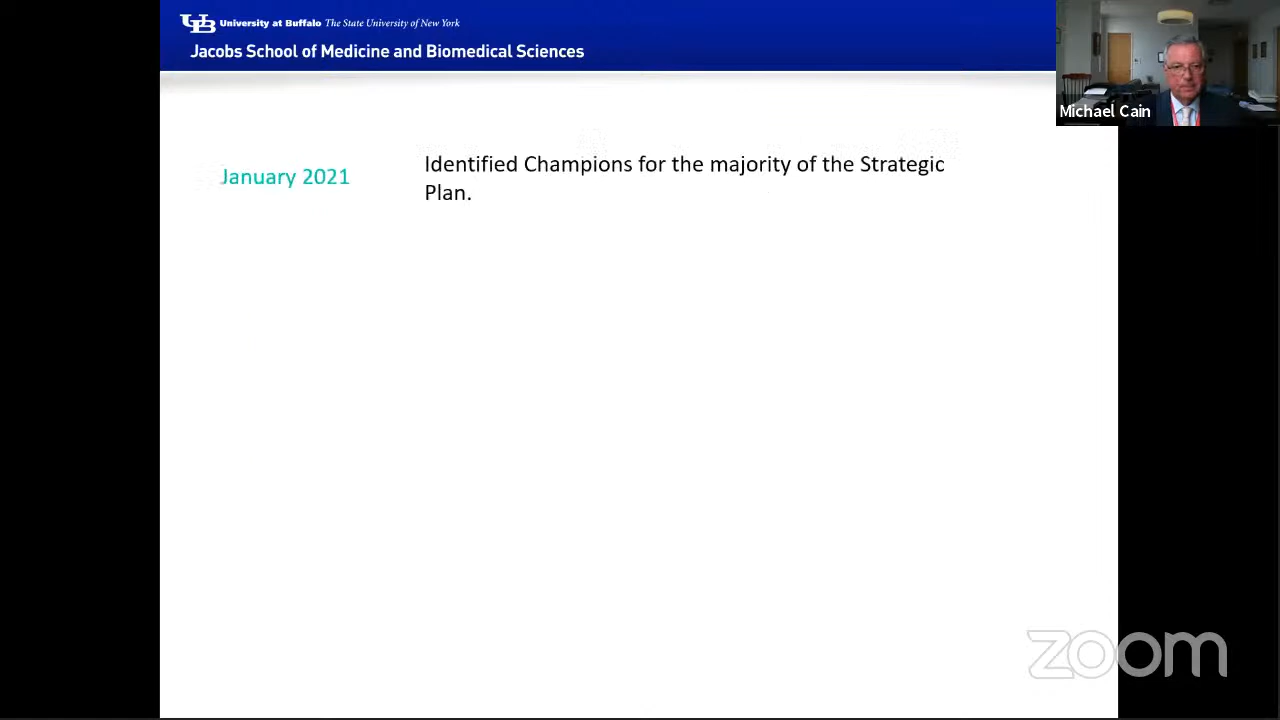 University at Buffalo The State University of New York
Jacobs School of Medicine and Biomedical Sciences
Michael Cain
January 2021
Identified Champions for the majority of the Strategic
Plan.
zoom